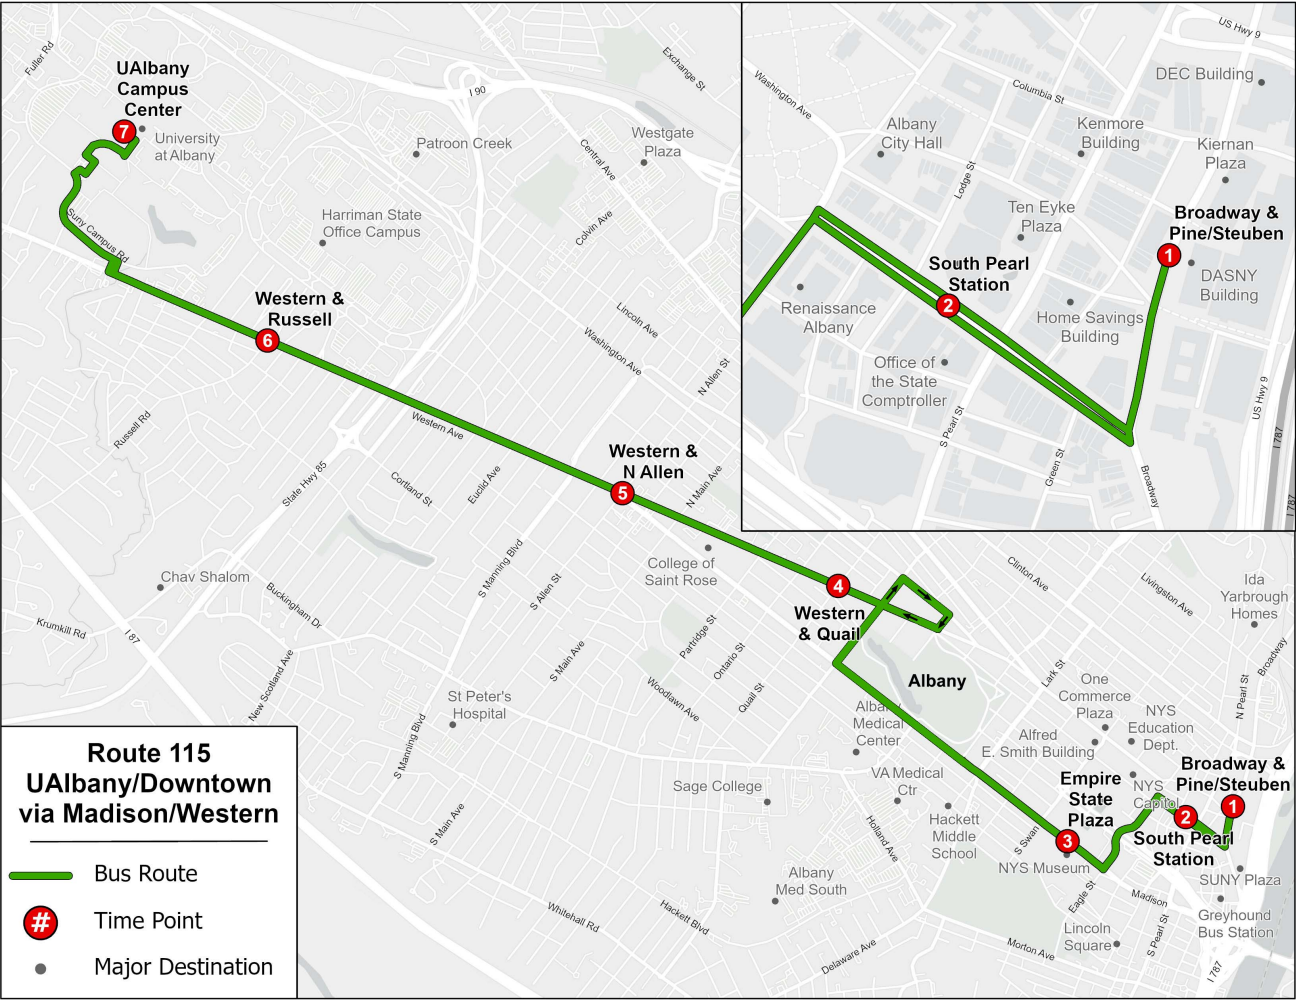 Fuller Rd
UAlbany
Campus
Center
7
University
at Albany
I 90
Exchange St
Patroon Creek
Westgate
Plaza
Central Ave
Colvin Ave
Suny Campus Rd
Harriman State
Office Campus
Western &
Russell
6
Lincoln Ave
Washington Ave
N Allen St
Russell Rd
Western Ave
State Hwy 85
Cortland St
Euclid Ave
Western &
N Allen
5
N Main Ave
College of
Saint Rose
S Manning Blvd
S Allen St
4
Western
& Quail
Chav Shalom
Buckingham Dr
Krumkill Rd
I 87
New Scotland Ave
S Main Ave
Partridge St
Ontario St
Woodlawn Ave
Quail St
St Peter's
Hospital
S Manning Blvd
S Main Ave
Albany
Albany
Medical
Center
Sage College
VA Medical
Ctr
Holland Ave
Hackett
Middle
School
Albany
Med South
Whitehall Rd
Hackett Blvd
Delaware Ave
Clinton Ave
Livingston Ave
Ida
Yarbrough
Homes
Broadway
N Pearl St
Lark St
One
Commerce
Plaza
NYS
Education
Dept.
Alfred
E. Smith Building
Empire
State
Plaza
3
NYS
Capitol
Broadway &
Pine/Steuben
1
2
South Pearl
Station
S Swan
NYS Museum
SUNY Plaza
Eagle St
Madison
Greyhound
Bus Station
Lincoln
Square
S Pearl St
Morton Ave
I 787
US Hwy 9
DEC Building
Washington Ave
Columbia St
Albany
City Hall
Kenmore
Building
Kiernan
Plaza
Lodge St
Ten Eyke
Plaza
Broadway &
Pine/Steuben
1
South Pearl
Station
2
DASNY
Building
Renaissance
Albany
Home Savings
Building
Office of
the State
Comptroller
S Pearl St
Green St
Broadway
US Hwy 9
I 787
I 787
Route 115
UAlbany/Downtown
via Madison/Western
Bus Route
#
Time Point
Major Destination